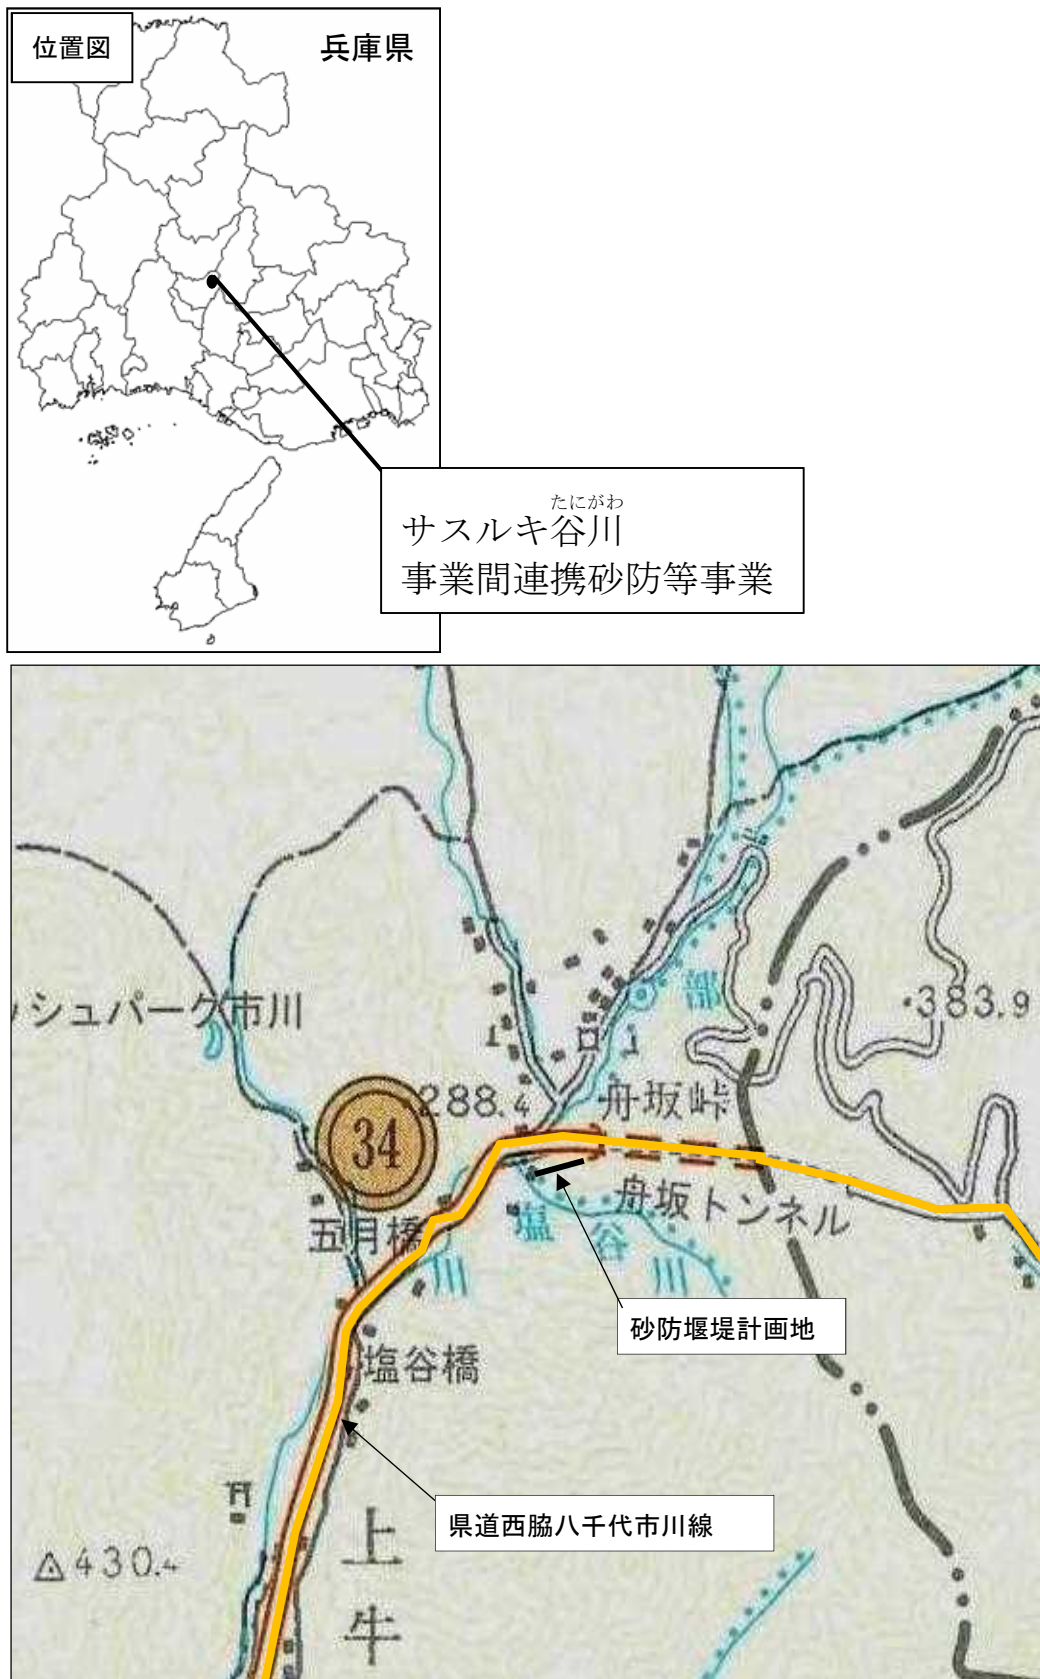 位置図
兵庫県
たにがわ
サスルキ谷川
事業間連携砂防等事業
ッシュパーク市川
部
383.9
34
288.4
舟坂峠
舟坂トンネル
五月橋
川
塩
谷
川
砂防堰堤計画地
塩谷橋
県道西脇八千代市川線
上
牛
430.4